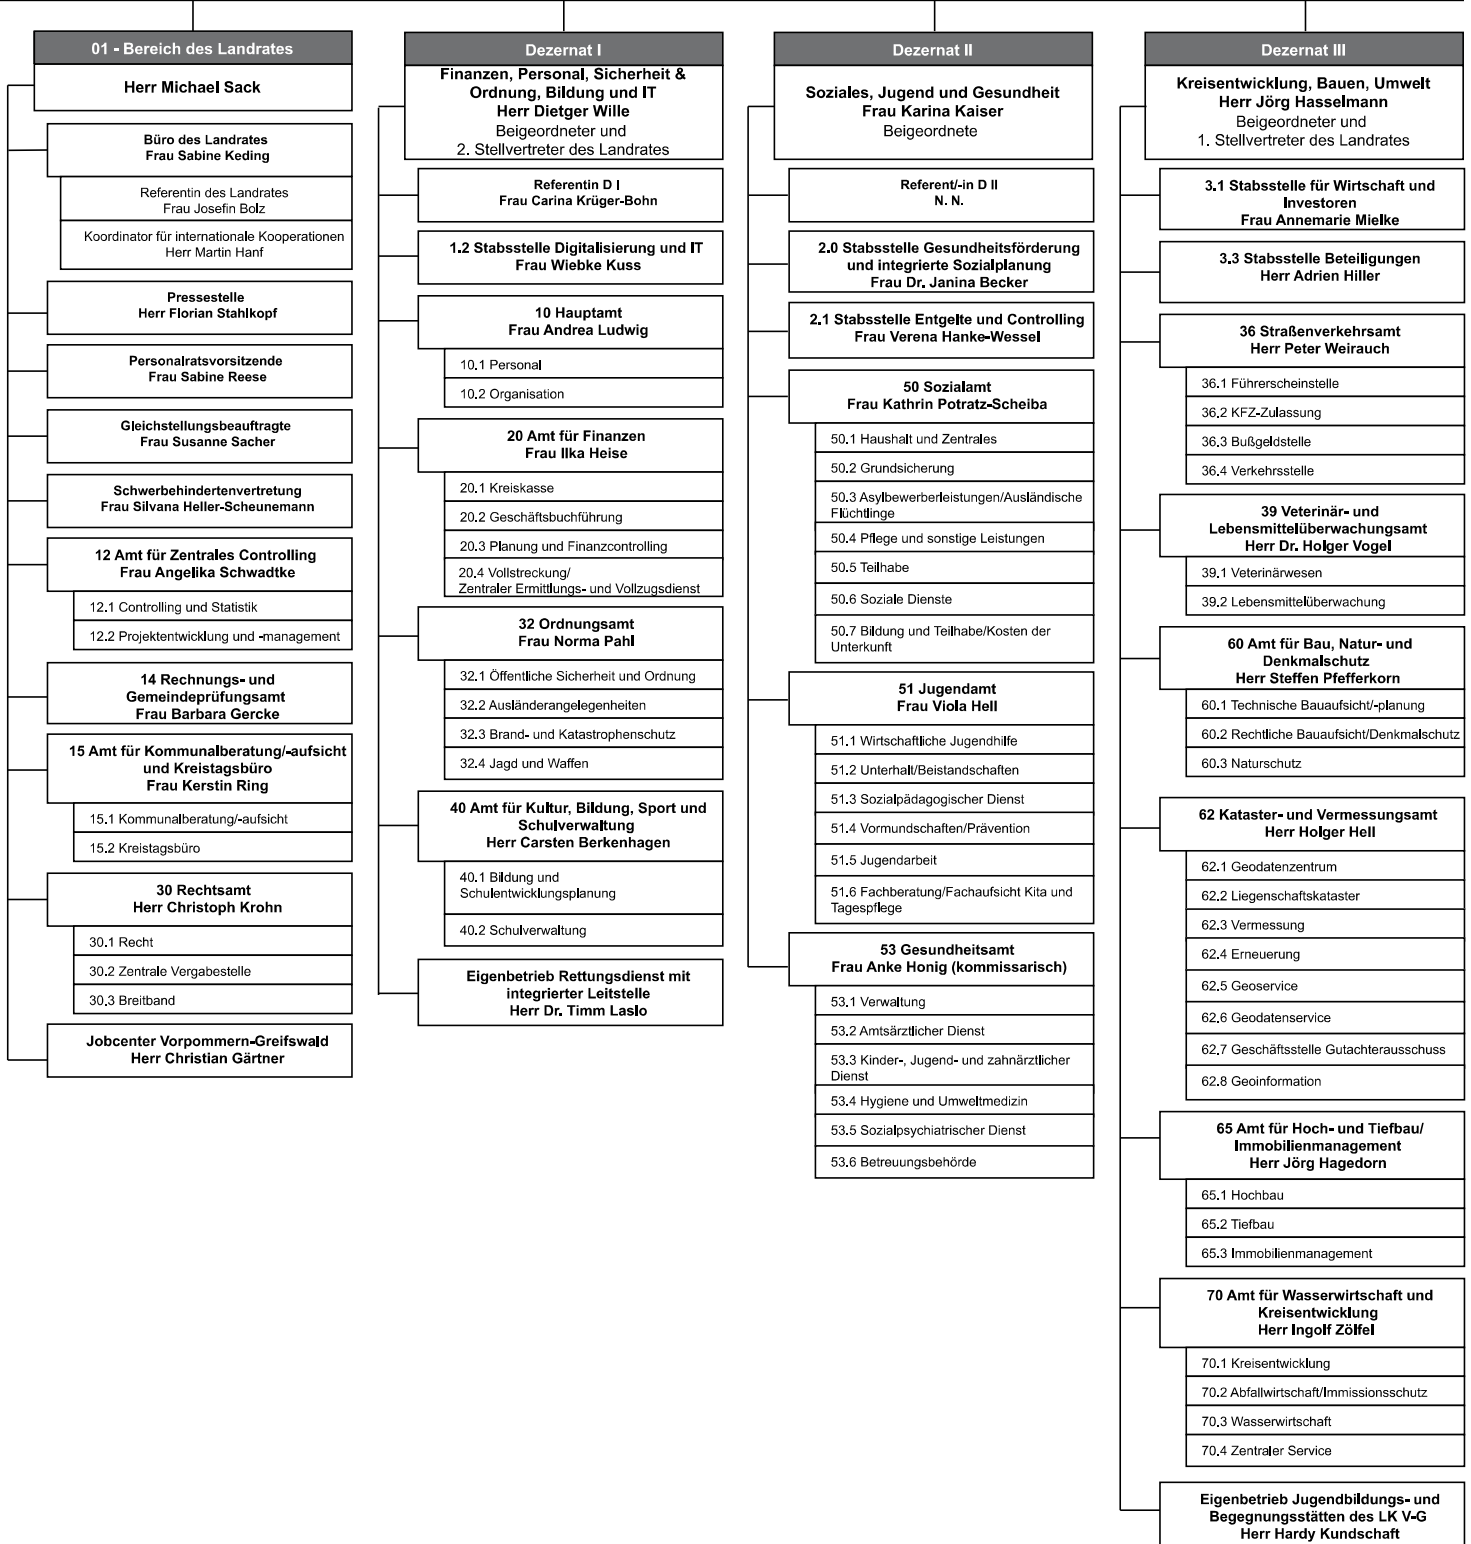 01 - Bereich des Landrates
Herr Michael Sack
Büro des Landrates
Frau Sabine Keding
Referentin des Landrates
Frau Josefin Bolz
Koordinator für internationale Kooperationen
Herr Martin Hanf
Pressestelle
Herr Florian Stahlkopf
Personalratsvorsitzende
Frau Sabine Reese
Gleichstellungsbeauftragte
Frau Susanne Sacher
Schwerbehindertenvertretung
Frau Silvana Heller-Scheunemann
12 Amt für Zentrales Controlling
Frau Angelika Schwadtke
12.1 Controlling und Statistik
12.2 Projektentwicklung und -management
14 Rechnungs- und
Gemeindeprüfungsamt
Frau Barbara Gercke
15 Amt für Kommunalberatung/-aufsicht
und Kreistagsbüro
Frau Kerstin Ring
15.1 Kommunalberatung/-aufsicht
15.2 Kreistagsbüro
30 Rechtsamt
Herr Christoph Krohn
30.1 Recht
30.2 Zentrale Vergabestelle
30.3 Breitband
Jobcenter Vorpommern-Greifswald
Herr Christian Gärtner
Dezernat I
Finanzen, Personal, Sicherheit &
Ordnung, Bildung und IT
Herr Dietger Wille
Beigeordneter und
2. Stellvertreter des Landrates
Referentin D I
Frau Carina Krüger-Bohn
1.2 Stabsstelle Digitalisierung und IT
Frau Wiebke Kuss
10 Hauptamt
Frau Andrea Ludwig
10.1 Personal
10.2 Organisation
20 Amt für Finanzen
Frau Ilka Heise
20.1 Kreiskasse
20.2 Geschäftsbuchführung
20.3 Planung und Finanzcontrolling
20.4 Vollstreckung/
Zentraler Ermittlungs- und Vollzugsdienst
32 Ordnungsamt
Frau Norma Pahl
32.1 Öffentliche Sicherheit und Ordnung
32.2 Ausländerangelegenheiten
32.3 Brand- und Katastrophenschutz
32.4 Jagd und Waffen
40 Amt für Kultur, Bildung, Sport und
Schulverwaltung
Herr Carsten Berkenhagen
40.1 Bildung und
Schulentwicklungsplanung
40.2 Schulverwaltung
Eigenbetrieb Rettungsdienst mit
integrierter Leitstelle
Herr Dr. Timm Laslo
Dezernat II
Soziales, Jugend und Gesundheit
Frau Karina Kaiser
Beigeordnete
Referent/-in D II
N. N.
2.0 Stabsstelle Gesundheitsförderung
und integrierte Sozialplanung
Frau Dr. Janina Becker
2.1 Stabsstelle Entgelte und Controlling
Frau Verena Hanke-Wessel
50 Sozialamt
Frau Kathrin Potratz-Scheiba
50.1 Haushalt und Zentrales
50.2 Grundsicherung
50.3 Asylbewerberleistungen/Ausländische
Flüchtlinge
50.4 Pflege und sonstige Leistungen
50.5 Teilhabe
50.6 Soziale Dienste
50.7 Bildung und Teilhabe/Kosten der
Unterkunft
51 Jugendamt
Frau Viola Hell
51.1 Wirtschaftliche Jugendhilfe
51.2 Unterhalt/Beistandschaften
51.3 Sozialpädagogischer Dienst
51.4 Vormundschaften/Prävention
51.5 Jugendarbeit
51.6 Fachberatung/Fachaufsicht Kita und
Tagespflege
53 Gesundheitsamt
Frau Anke Honig (kommissarisch)
53.1 Verwaltung
53.2 Amtsärztlicher Dienst
53.3 Kinder-, Jugend- und zahnärztlicher
Dienst
53.4 Hygiene und Umweltmedizin
53.5 Sozialpsychiatrischer Dienst
53.6 Betreuungsbehörde
Dezernat III
Kreisentwicklung, Bauen, Umwelt
Herr Jörg Hasselmann
Beigeordneter und
1. Stellvertreter des Landrates
3.1 Stabsstelle für Wirtschaft und
Investoren
Frau Annemarie Mielke
3.3 Stabsstelle Beteiligungen
Herr Adrien Hiller
36 Straßenverkehrsamt
Herr Peter Weirauch
36.1 Führerscheinstelle
36.2 KFZ-Zulassung
36.3 Bußgeldstelle
36.4 Verkehrsstelle
39 Veterinär- und
Lebensmittelüberwachungsamt
Herr Dr. Holger Vogel
39.1 Veterinärwesen
39.2 Lebensmittelüberwachung
60 Amt für Bau, Natur- und
Denkmalschutz
Herr Steffen Pfefferkorn
60.1 Technische Bauaufsicht/-planung
60.2 Rechtliche Bauaufsicht/Denkmalschutz
60.3 Naturschutz
62 Kataster- und Vermessungsamt
Herr Holger Hell
62.1 Geodatenzentrum
62.2 Liegenschaftskataster
62.3 Vermessung
62.4 Erneuerung
62.5 Geoservice
62.6 Geodatenservice
62.7 Geschäftsstelle Gutachterausschuss
62.8 Geoinformation
65 Amt für Hoch- und Tiefbau/
Immobilienmanagement
Herr Jörg Hagedorn
65.1 Hochbau
65.2 Tiefbau
65.3 Immobilienmanagement
70 Amt für Wasserwirtschaft und
Kreisentwicklung
Herr Ingolf Zölfel
70.1 Kreisentwicklung
70.2 Abfallwirtschaft/Immissionsschutz
70.3 Wasserwirtschaft
70.4 Zentraler Service
Eigenbetrieb Jugendbildungs- und
Begegnungsstätten des LK V-G
Herr Hardy Kundschaft